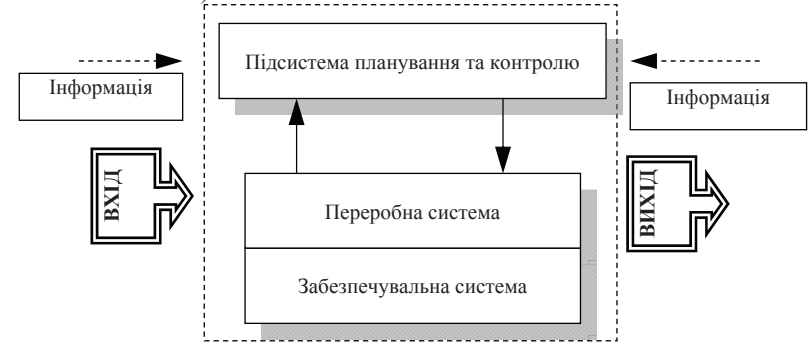 Підсистема планування та контролю
Інформація
Інформація
ВХІД
Переробна система
ВИХІД
Забезпечувальна система